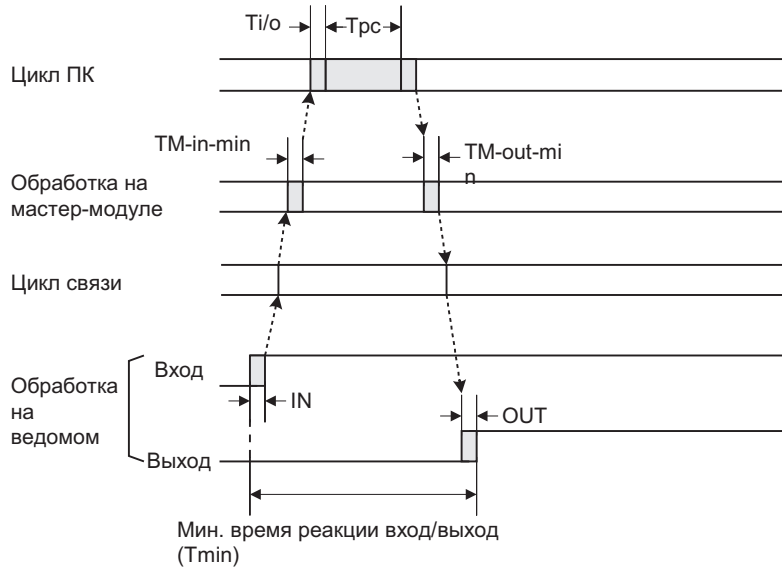 Ti/o
Tpc
Цикл ПК
TM-in-min
TM-out-mi
n
Обработка на
мастер-модуле
Цикл связи
Вход
Обработка
на
ведомом
IN
OUT
Выход
Мин. время реакции вход/выход
(Tmin)